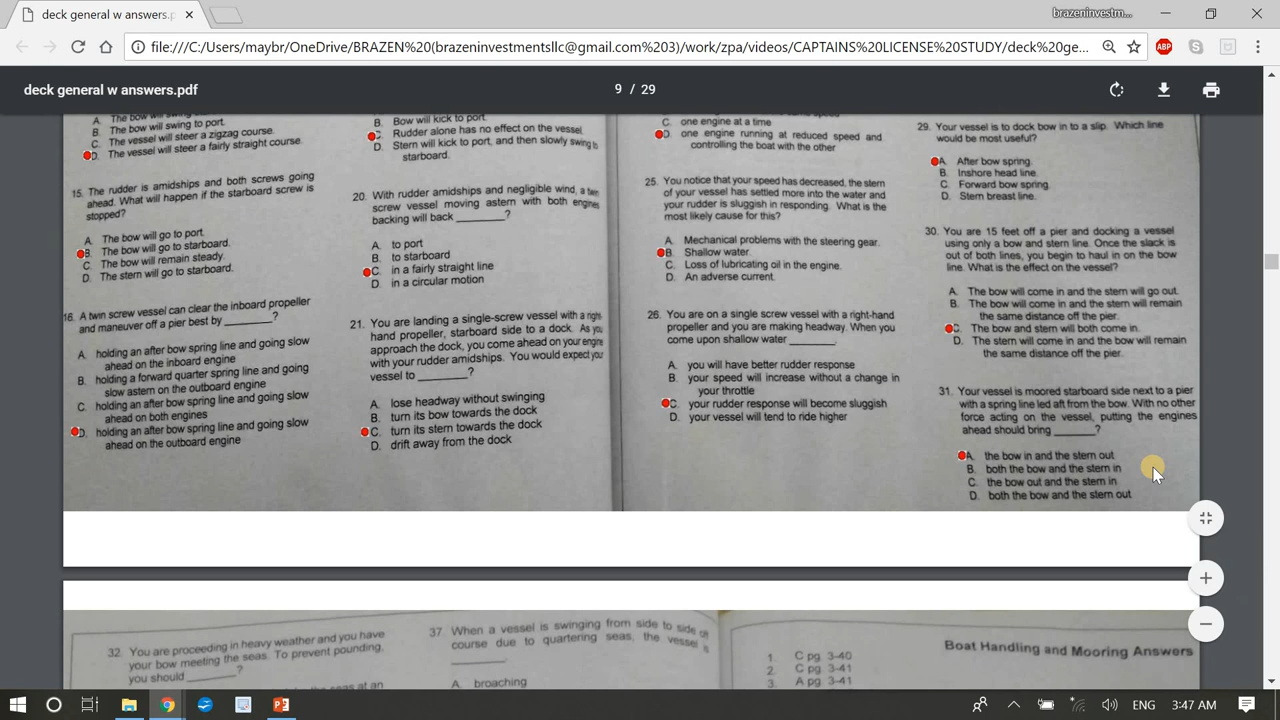 deck general w answers.p
brazeninvestm...
file:///C:/Users/maybr/OneDrive/BRAZEN%20(brazeninvestmentsllc@gmail.com%203)/work/zpa/videos/CAPTAINS%20LICENSE%20STUDY/deck%20ge...
ABP
deck general w answers.pdf
9 / 29
A. The bow will
B. The bow will swing to port.
C. The vessel will steer a zigzag course.
D. The vessel will steer a fairly straight course.
15. The rudder is amidships and both screws going
ahead. What will happen if the starboard screw is
stopped?
A. The bow will go to port.
B. The bow will go to starboard.
C. The bow will remain steady.
D. The stern will go to starboard.
16. A twin screw vessel can clear the inboard propeller
and maneuver off a pier best by ________?
A. holding an after bow spring line and going slow
ahead on the inboard engine
B. holding a forward quarter spring line and going
slow astern on the outboard engine
C. holding an after bow spring line and going slow
ahead on both engines
D. holding an after bow spring line and going slow
ahead on the outboard engine
B. Bow will kick to port.
C. Rudder alone has no effect on the vessel
D. Stern will kick to port, and then slowly swing to
starboard.
20. With rudder amidships and negligible wind, a twin
screw vessel moving astern with both engines
backing will back ________?
A. to port
B. to starboard
C. in a fairly straight line
D. in a circular motion
21. You are landing a single-screw vessel with a right
hand propeller, starboard side to a dock. As you
approach the dock, you come ahead on your engine
with your rudder amidships. You would expect you
vessel to ________?
A. lose headway without swinging
B. turn its bow towards the dock
C. turn its stern towards the dock
D. drift away from the dock
C. one engine at a time
D. one engine running at reduced speed and
controlling the boat with the other
25. You notice that your speed has decreased, the stern
of your vessel has settled more into the water and
your rudder is sluggish in responding. What is the
most likely cause for this?
A. Mechanical problems with the steering gear.
B. Shallow water.
C. Loss of lubricating oil in the engine.
D. An adverse current.
26. You are on a single screw vessel with a right-hand
propeller and you are making headway. When you
come upon shallow water ________.
A. you will have better rudder response
B. your speed will increase without a change in
your throttle
C. your rudder response will become sluggish
D. your vessel will tend to ride higher
29. Your vessel is to dock bow in to a slip. Which line
would be most useful?
A. After bow spring.
B. Inshore head line.
C. Forward bow spring.
D. Stern breast line.
30. You are 15 feet off a pier and docking a vessel
using only a bow and stern line. Once the slack is
out of both lines, you begin to haul in on the bow
line. What is the effect on the vessel?
A. The bow will come in and the stern will go out.
B. The bow will come in and the stern will remain
the same distance off the pier.
C. The bow and stern will both come in.
D. The stern will come in and the bow will remain
the same distance off the pier.
31. Your vessel is moored starboard side next to a pier
with a spring line led aft from the bow. With no other
force acting on the vessel, putting the engines
ahead should bring ________?
A. the bow in and the stern out
B. both the bow and the stern in
C. the bow out and the stern in
D. both the bow and the stern out
32. You are proceeding in heavy weather and you have
your bow meeting the seas. To prevent pounding,
you should ________?
37. When a vessel is swinging from side to side
course due to quartering seas, the vessel is
________.
A. broaching
Boat Handling and Mooring Answers
1. C pg. 3-40
2. C pg. 3-41
3. A pg. 3-41
ENG
3:47 AM